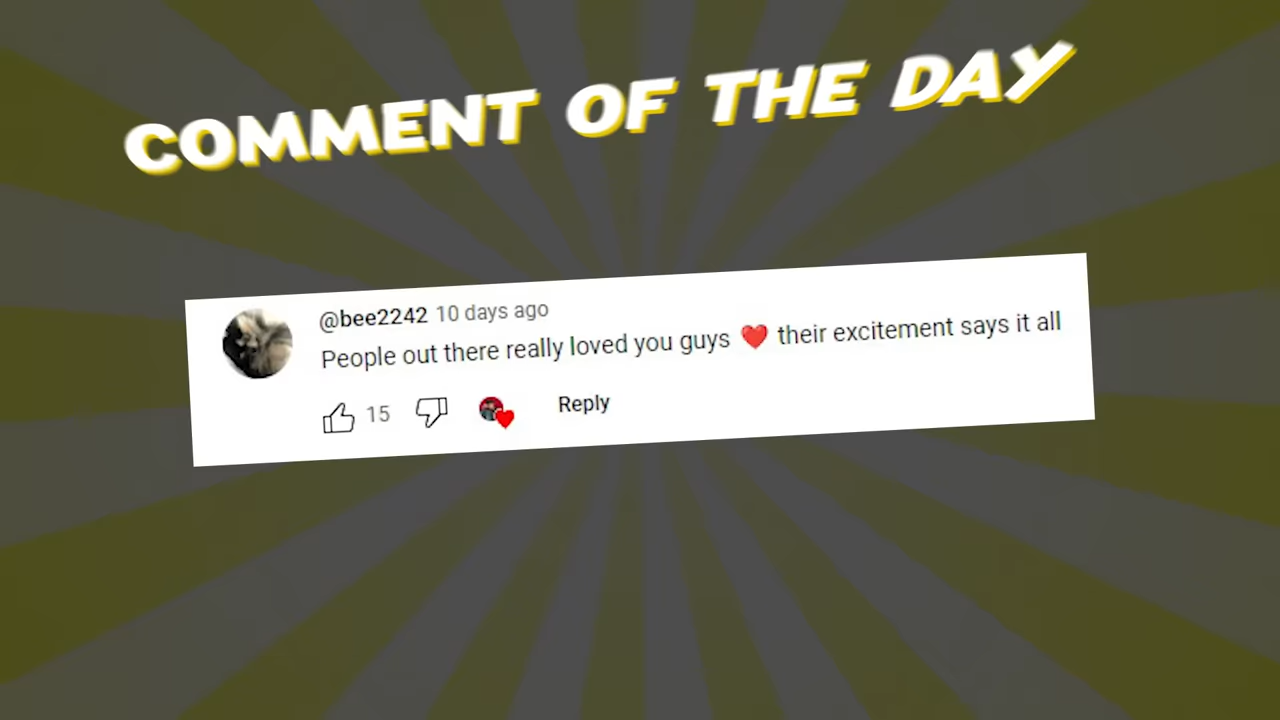 COMMENT OF THE DAY
@bee2242 10 days ago
People out there really loved you guys ❤️ their excitement says it all
15
Reply